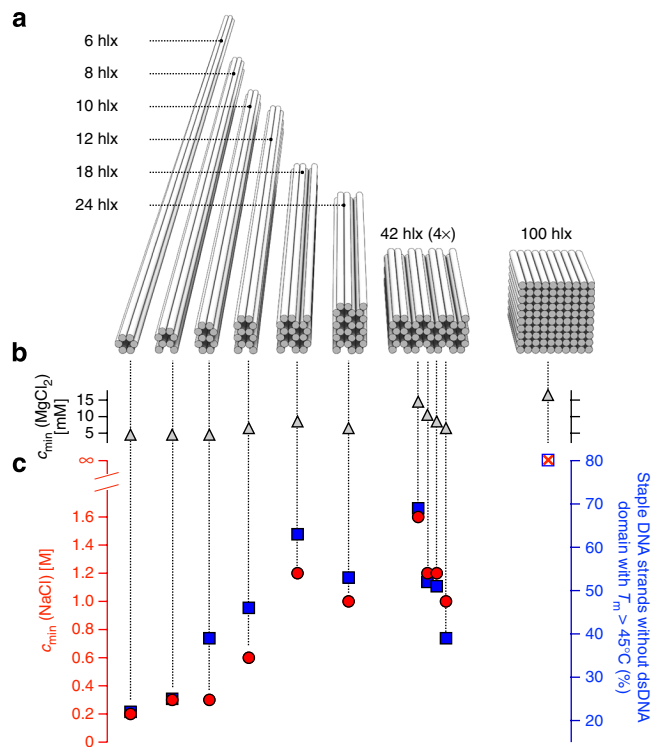 a
6 hlx
8 hlx
10 hlx
12 hlx
18 hlx
24 hlx
42 hlx (4×)
100 hlx
b
c_min (MgCl₂)
[mM]
15
10
5
c
c_min (NaCl) [M]
∞
1.6
1.4
1.2
1.0
0.8
0.6
0.4
0.2
0
80
70
60
50
40
30
20
Staple DNA strands without dsDNA
domain with T_m > 45°C (%)